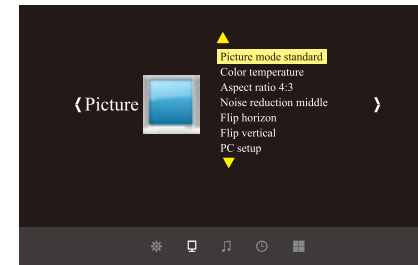 Picture
Picture mode standard
Color temperature
Aspect ratio 4:3
Noise reduction middle
Flip horizon
Flip vertical
PC setup